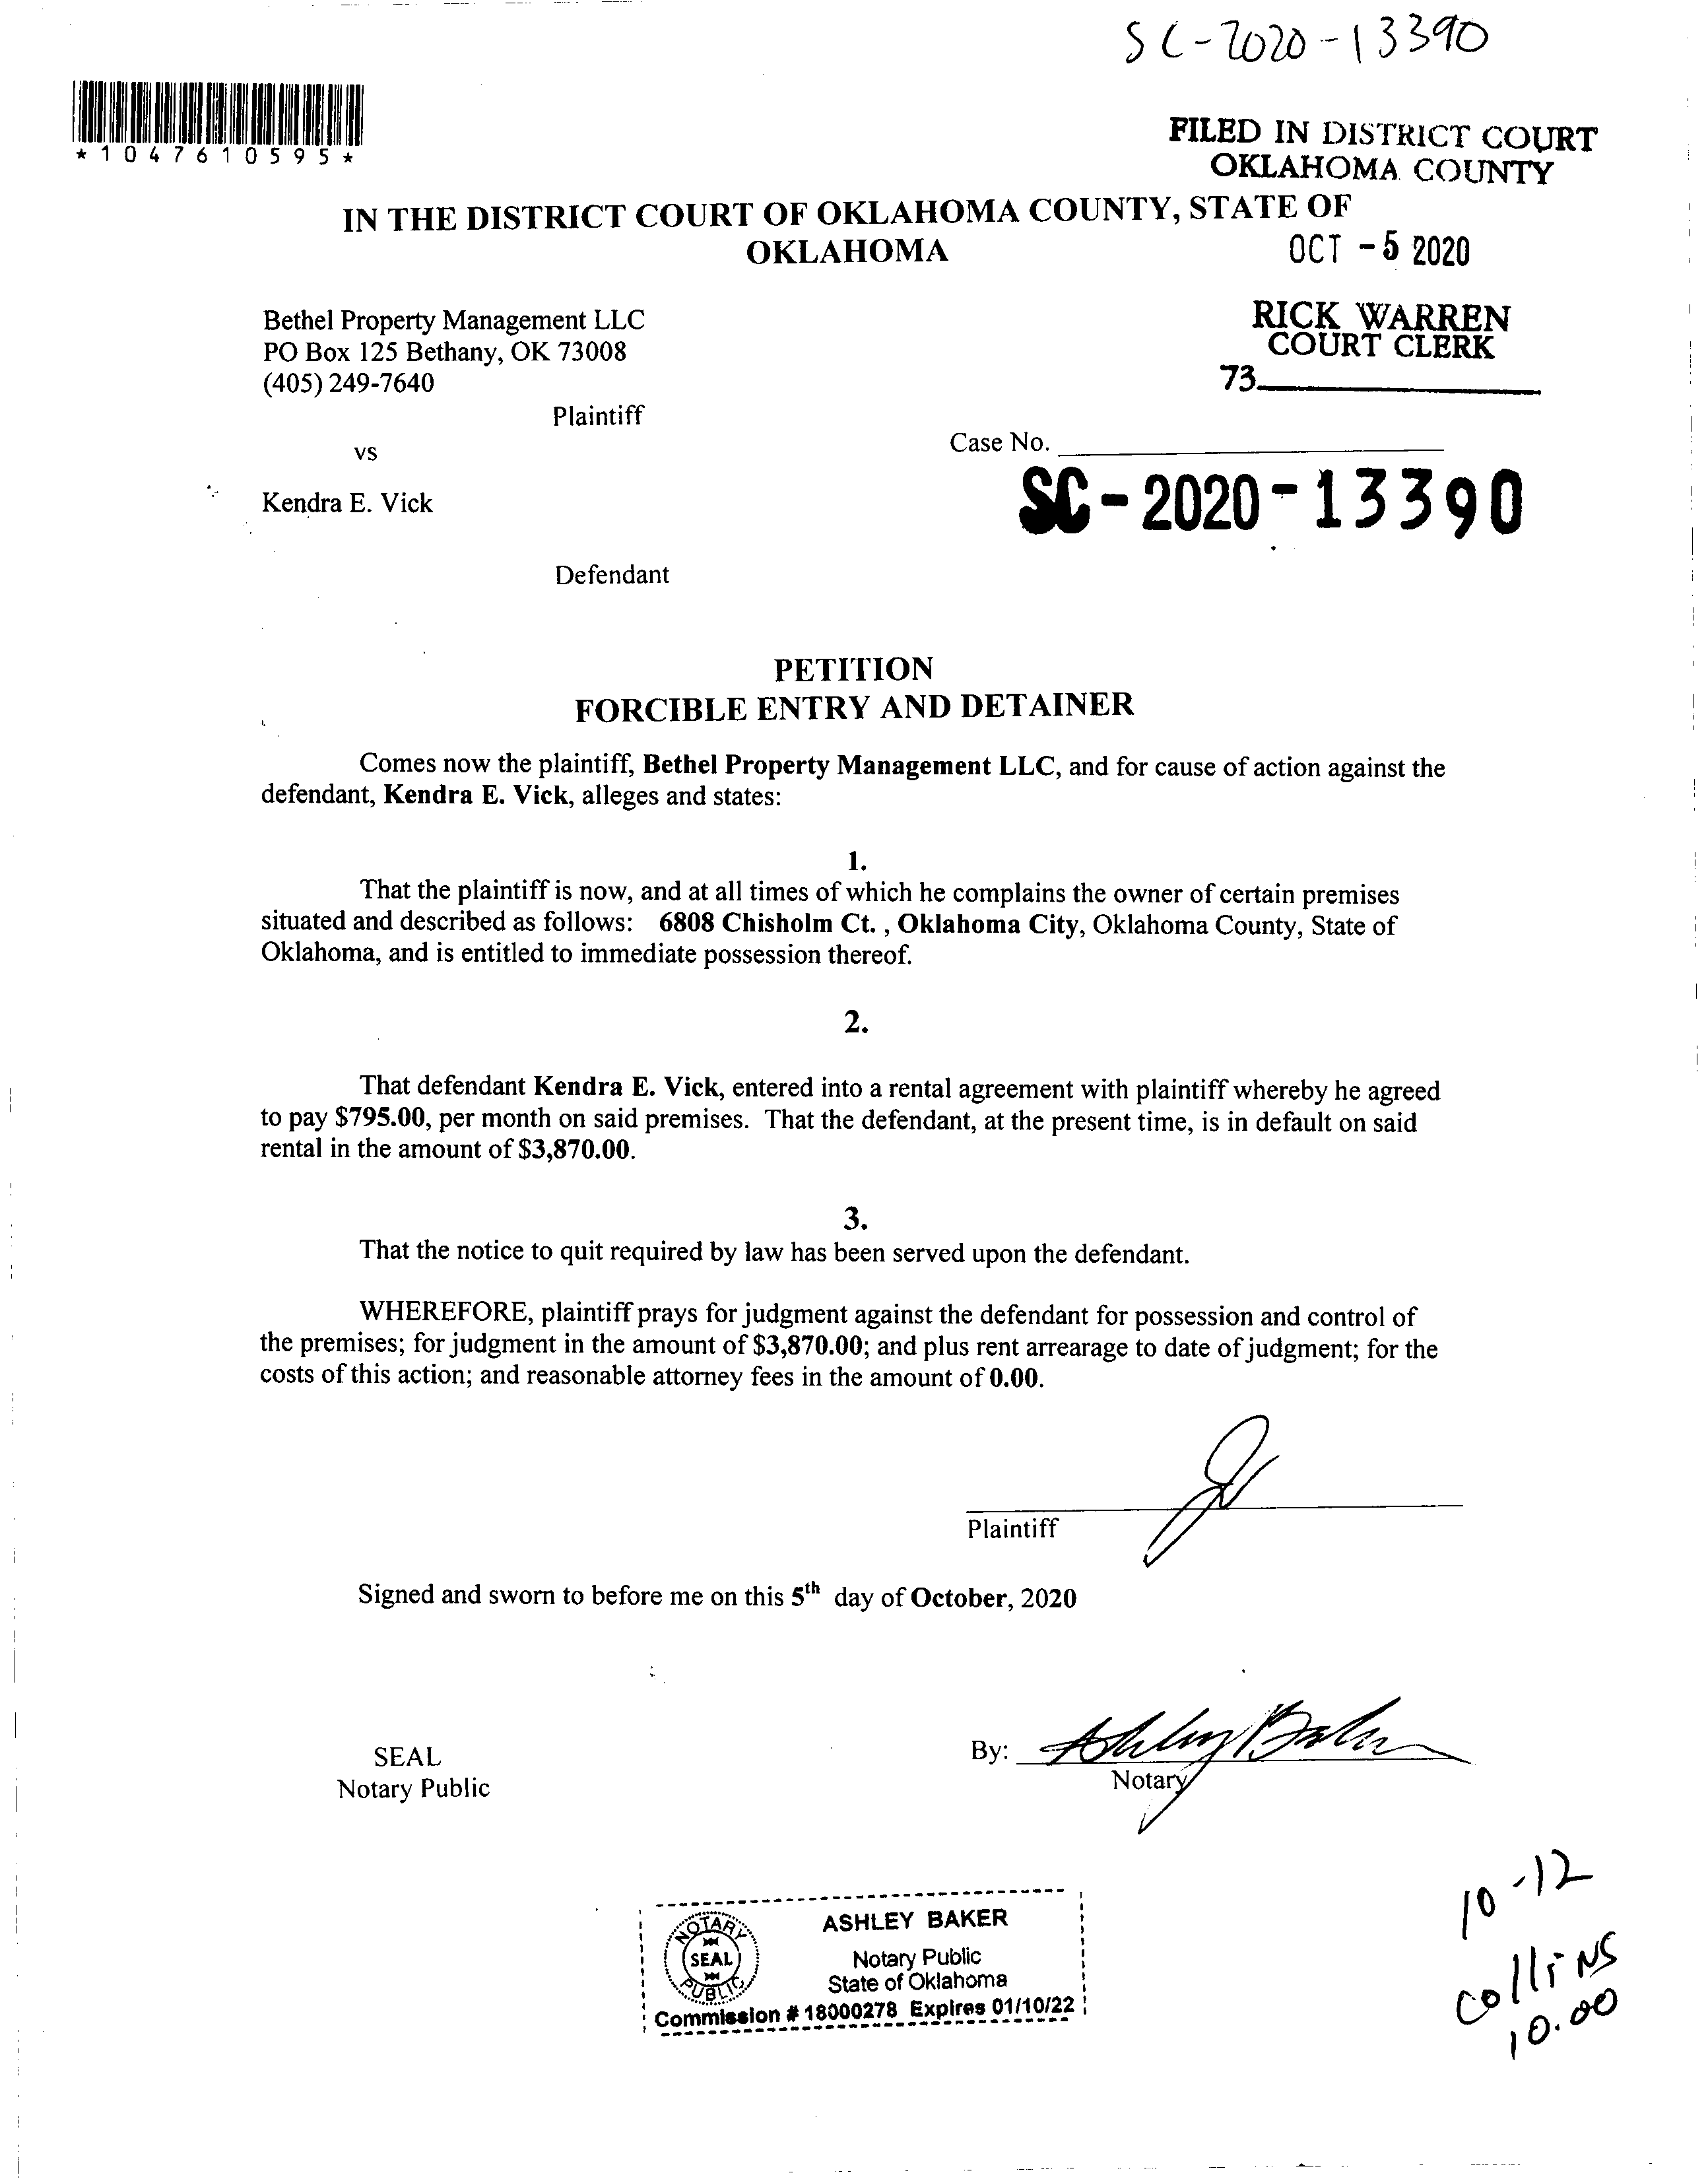 SC-2020-13390
*1047610595*
FILED IN DISTRICT COURT
OKLAHOMA COUNTY
IN THE DISTRICT COURT OF OKLAHOMA COUNTY, STATE OF
OKLAHOMA
OCT -5 2020
Bethel Property Management LLC
PO Box 125 Bethany, OK 73008
(405) 249-7640
RICK WARREN
COURT CLERK
73
Plaintiff
vs
Case No.
SC-2020-13390
Kendra E. Vick
Defendant
PETITION
FORCIBLE ENTRY AND DETAINER
Comes now the plaintiff, Bethel Property Management LLC, and for cause of action against the
defendant, Kendra E. Vick, alleges and states:
1.
That the plaintiff is now, and at all times of which he complains the owner of certain premises
situated and described as follows: 6808 Chisholm Ct. , Oklahoma City, Oklahoma County, State of
Oklahoma, and is entitled to immediate possession thereof.
2.
That defendant Kendra E. Vick, entered into a rental agreement with plaintiff whereby he agreed
to pay $795.00, per month on said premises. That the defendant, at the present time, is in default on said
rental in the amount of $3,870.00.
3.
That the notice to quit required by law has been served upon the defendant.
WHEREFORE, plaintiff prays for judgment against the defendant for possession and control of
the premises; for judgment in the amount of $3,870.00; and plus rent arrearage to date of judgment; for the
costs of this action; and reasonable attorney fees in the amount of 0.00.
Plaintiff
Signed and sworn to before me on this 5th day of October, 2020
SEAL
Notary Public
By: Ashley Baker
Notary
NOTARY
SEAL
PUBLIC
ASHLEY BAKER
Notary Public
State of Oklahoma
Commission # 18000278 Expires 01/10/22
10-12
Collins
10.00